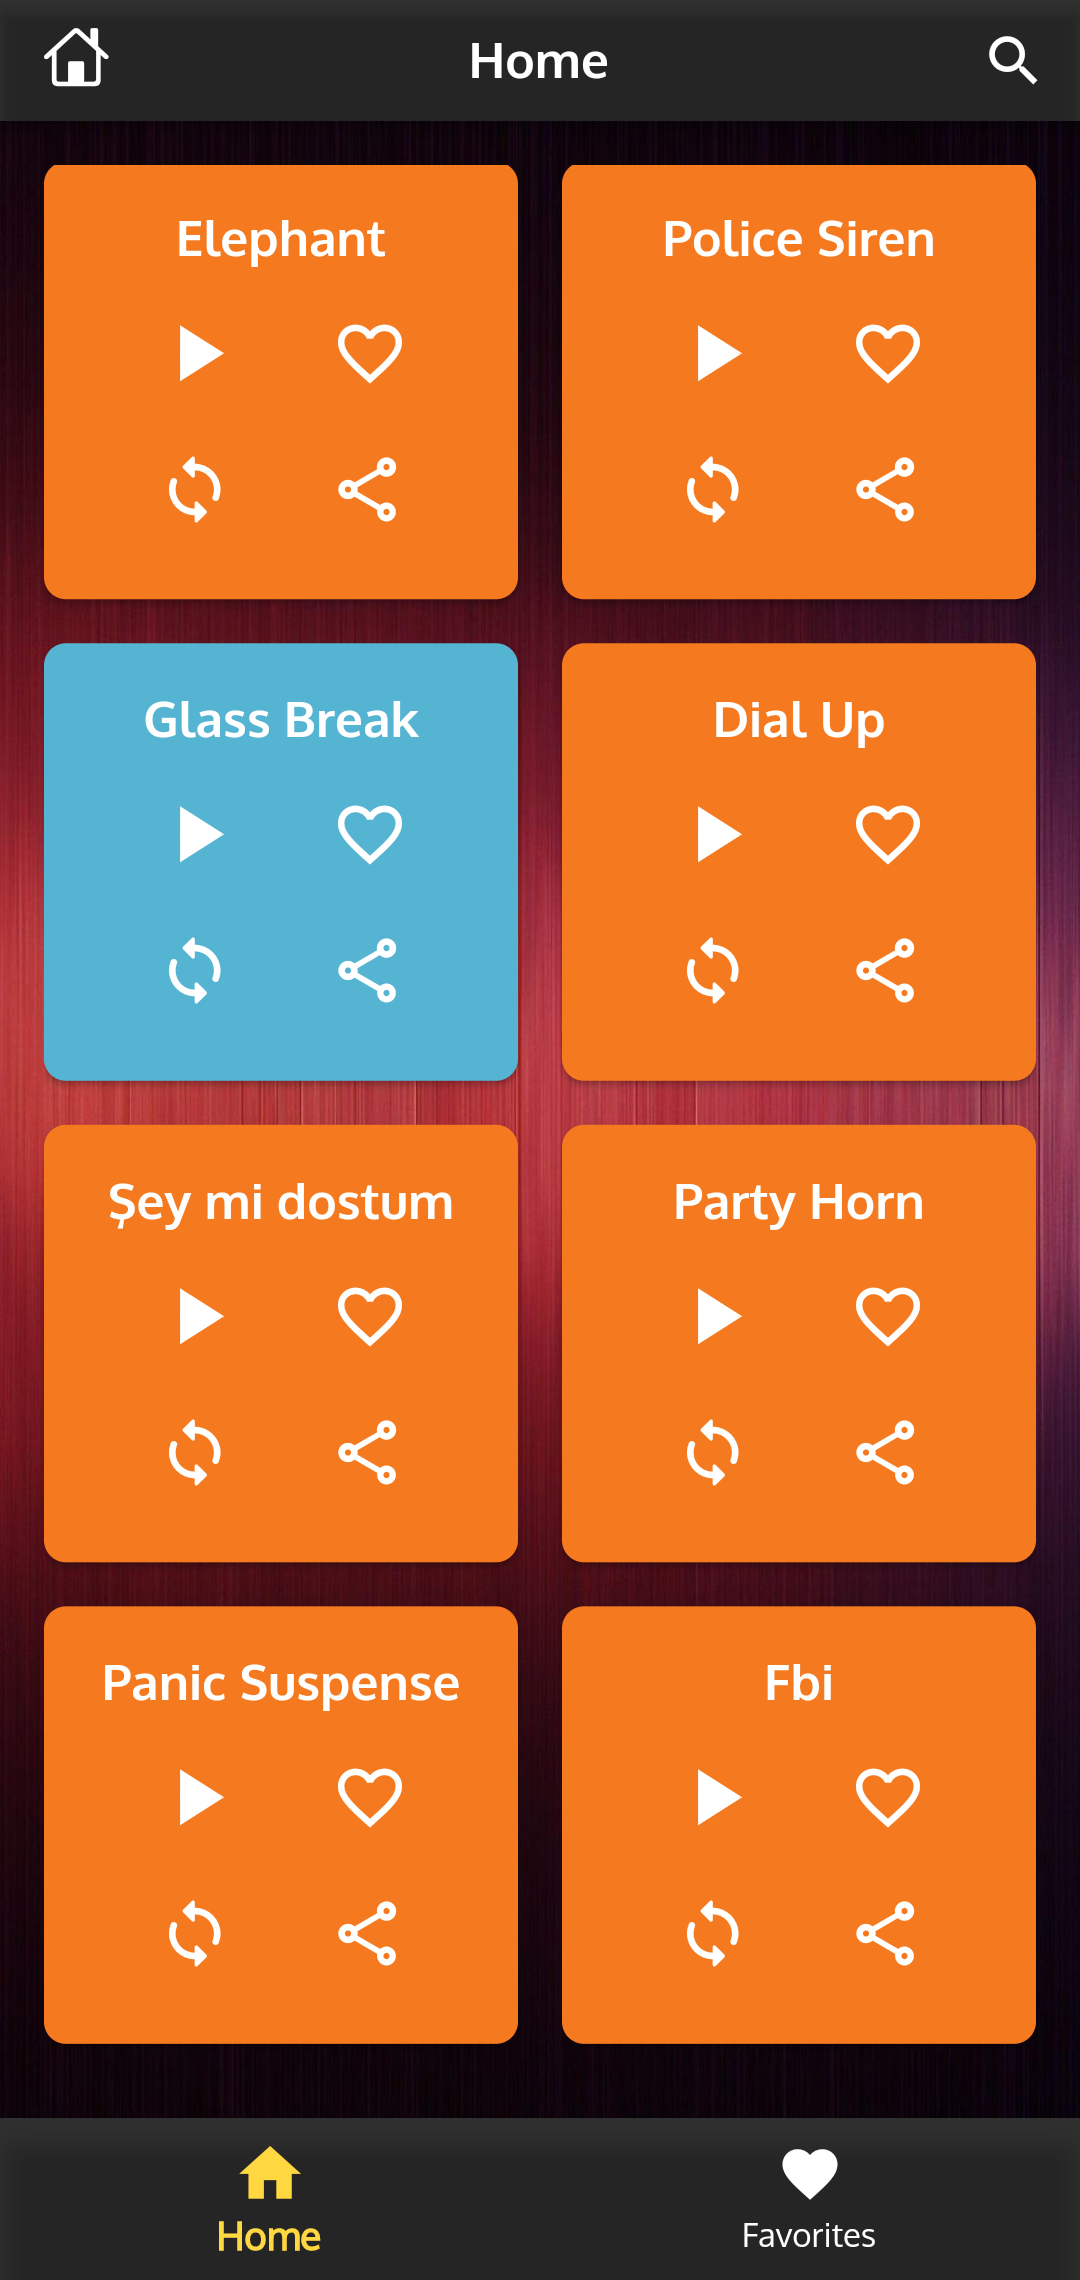 Home
Elephant
Police Siren
Glass Break
Dial Up
Şey mi dostum
Party Horn
Panic Suspense
Fbi
Home
Favorites